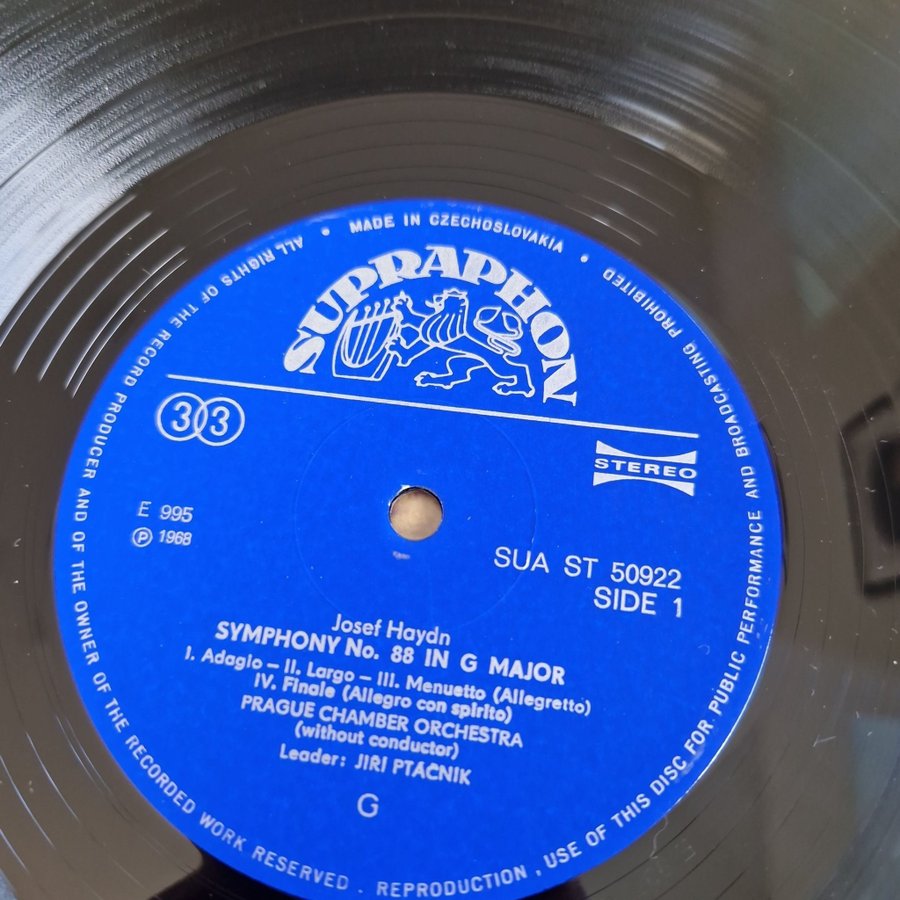 MADE IN CZECHOSLOVAKIA
SUPRAPHON
33
STEREO
E 995
℗ 1968
SUA ST 50922
SIDE 1
Josef Haydn
SYMPHONY No. 88 IN G MAJOR
I. Adagio – II. Largo – III. Menuetto (Allegretto)
IV. Finale (Allegro con spirito)
PRAGUE CHAMBER ORCHESTRA
(without conductor)
Leader: JIRÍ PTÁČNIK
G
ALL RIGHTS OF THE RECORD PRODUCER AND OF THE OWNER OF THE RECORDED WORK RESERVED . REPRODUCTION, USE OF THIS DISC FOR PUBLIC PERFORMANCE AND BROADCASTING PROHIBITED